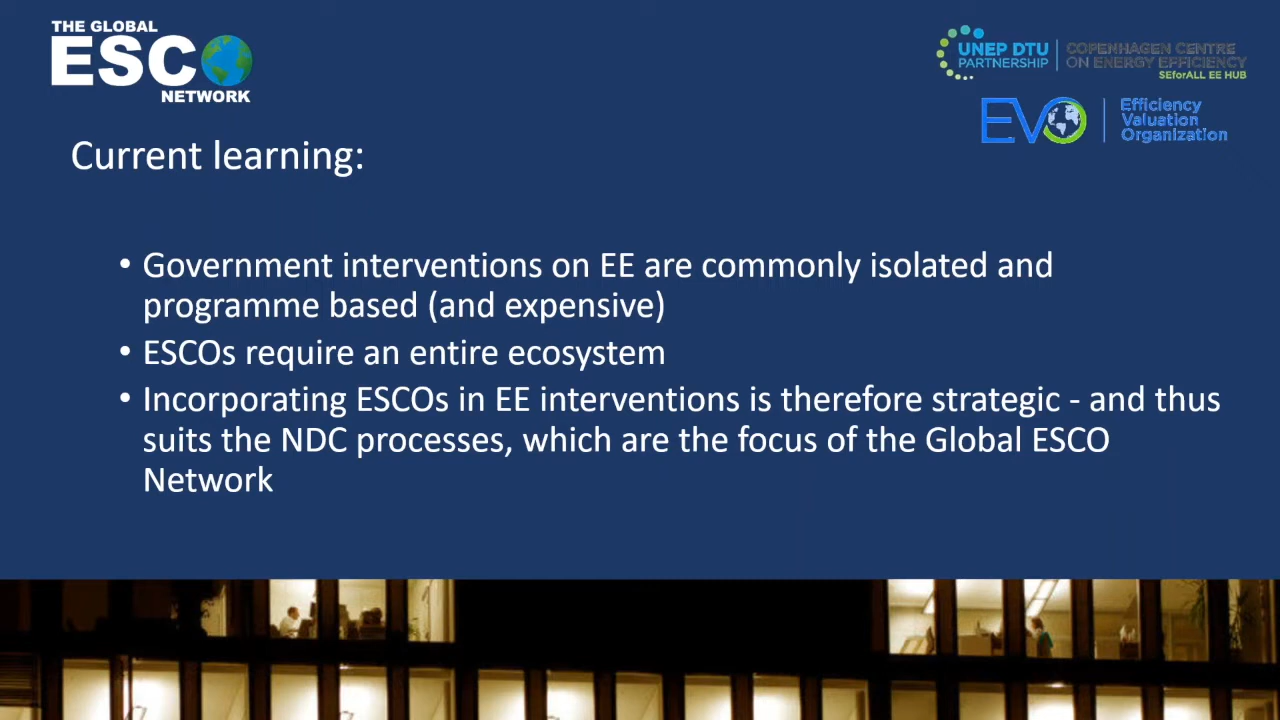 THE GLOBAL
ESCO
NETWORK
UNEP DTU
PARTNERSHIP
COPENHAGEN CENTRE
ON ENERGY EFFICIENCY
SEforALL EE HUB
EVO
Efficiency
Valuation
Organization
Current learning:
• Government interventions on EE are commonly isolated and
programme based (and expensive)
• ESCOs require an entire ecosystem
• Incorporating ESCOs in EE interventions is therefore strategic - and thus
suits the NDC processes, which are the focus of the Global ESCO
Network